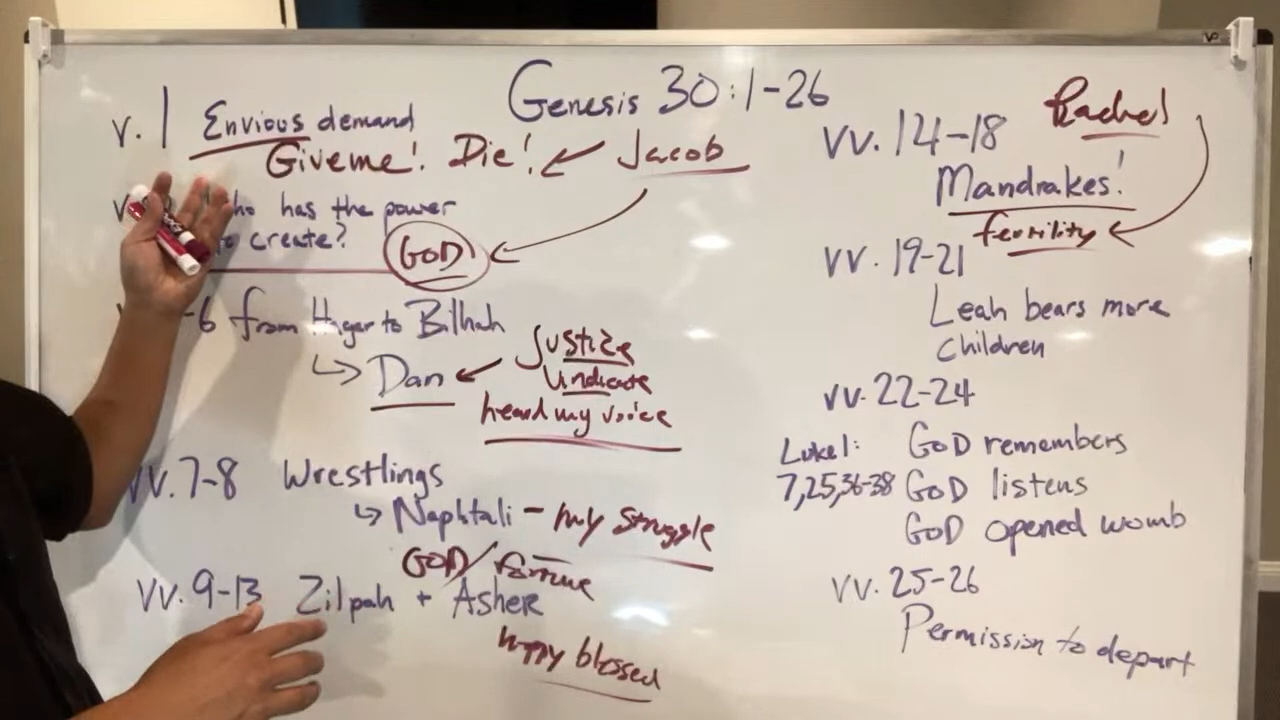 Genesis 30:1-26
v. 1 Envious demand
Give me! Die! Jacob
has the power
create?
GOD
-6 from Hagar to Bilhah
Dan
Justice
Vindicate
heard my voice
vv. 7-8 Wrestlings
Naphtali - my struggle
GOD/fortune
vv. 9-13 Zilpah + Asher
happy blessed
Rachel
vv. 14-18
Mandrakes!
fertility
vv. 19-21
Leah bears more
children
vv. 22-24
Luke 1: GOD remembers
7,25,36-38 GOD listens
GOD opened womb
vv. 25-26
Permission to depart